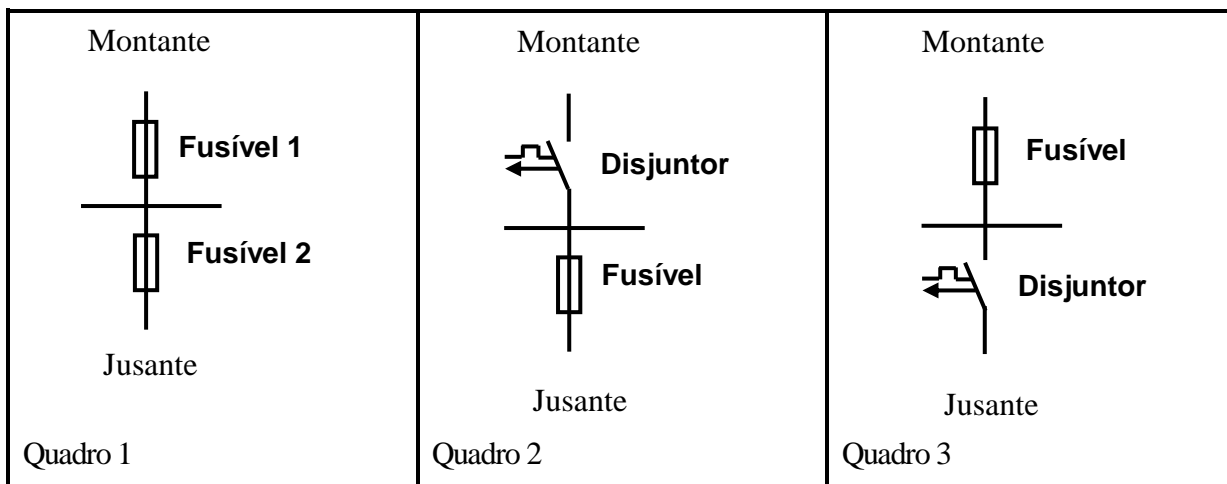 Montante
Fusível 1
Fusível 2
Jusante
Quadro 1
Montante
Disjuntor
Fusível
Jusante
Quadro 2
Montante
Fusível
Disjuntor
Jusante
Quadro 3